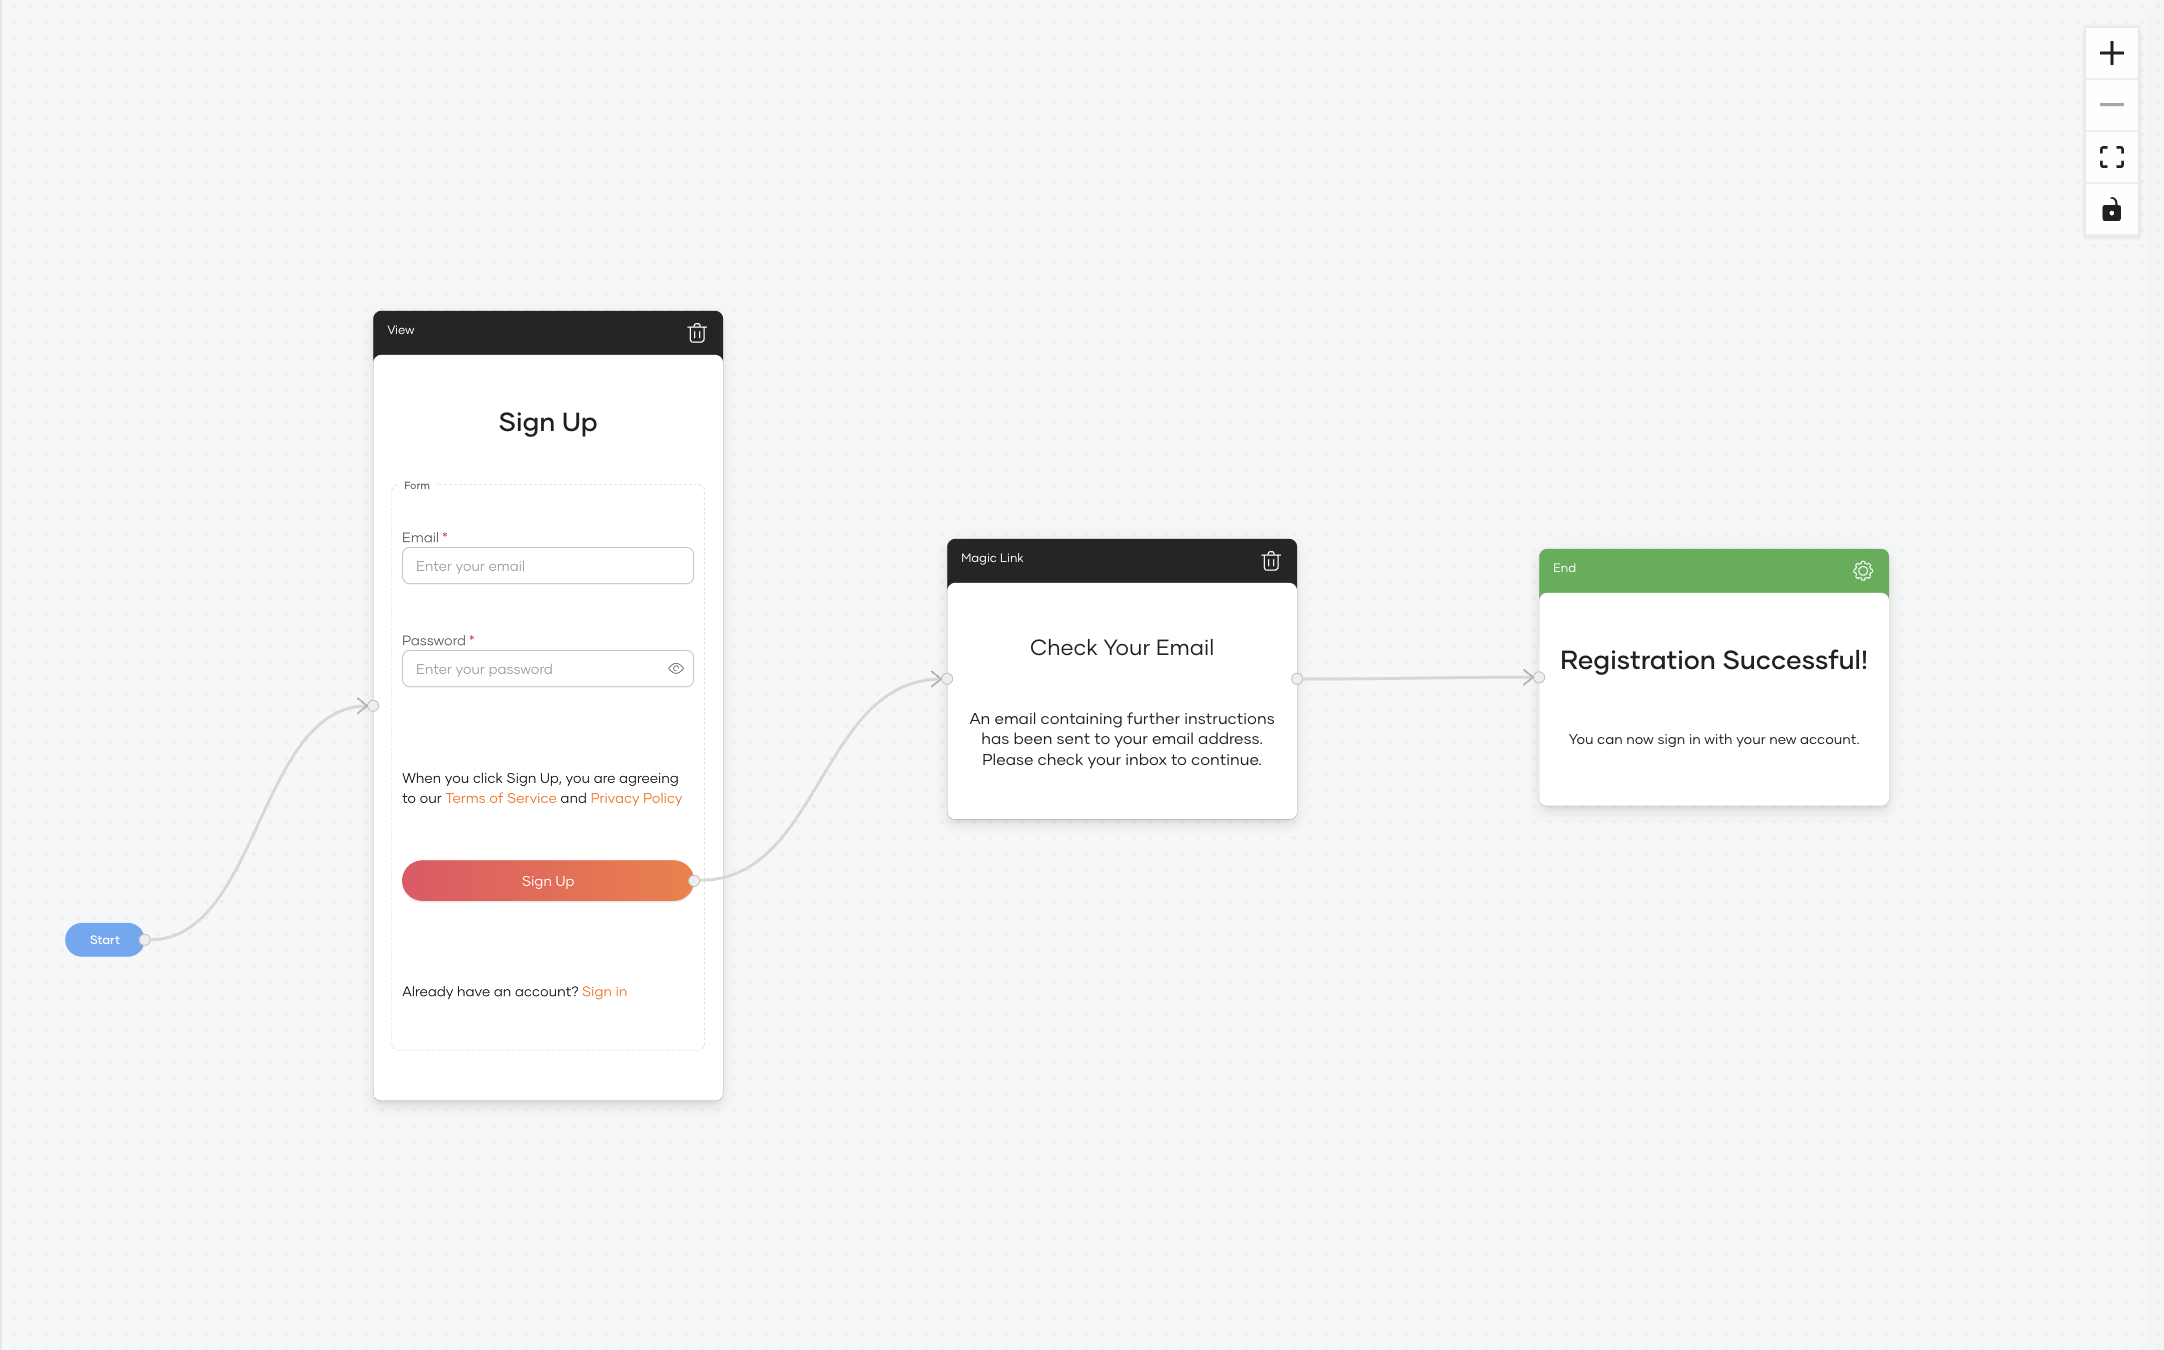 View
Sign Up
Form
Email *
Enter your email
Password *
Enter your password
When you click Sign Up, you are agreeing
to our Terms of Service and Privacy Policy
Sign Up
Start
Already have an account? Sign in
Magic Link
Check Your Email
An email containing further instructions
has been sent to your email address.
Please check your inbox to continue.
End
Registration Successful!
You can now sign in with your new account.